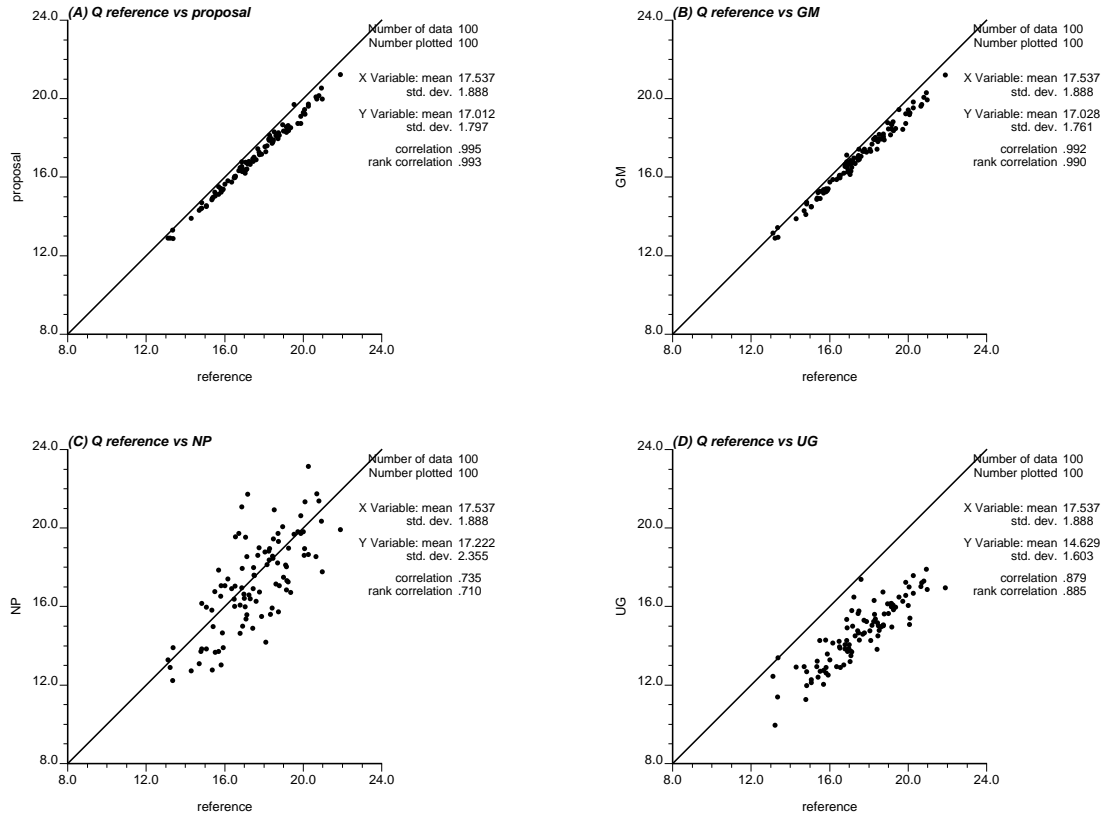 (A) Q reference vs proposal
Number of data 100
Number plotted 100
X Variable: mean 17.537
std. dev. 1.888
Y Variable: mean 17.012
std. dev. 1.797
correlation .995
rank correlation .993
24.0
20.0
16.0
12.0
8.0
proposal
8.0 12.0 16.0 20.0 24.0
reference
(B) Q reference vs GM
Number of data 100
Number plotted 100
X Variable: mean 17.537
std. dev. 1.888
Y Variable: mean 17.028
std. dev. 1.761
correlation .992
rank correlation .990
24.0
20.0
16.0
12.0
8.0
GM
8.0 12.0 16.0 20.0 24.0
reference
(C) Q reference vs NP
Number of data 100
Number plotted 100
X Variable: mean 17.537
std. dev. 1.888
Y Variable: mean 17.222
std. dev. 2.355
correlation .735
rank correlation .710
24.0
20.0
16.0
12.0
8.0
NP
8.0 12.0 16.0 20.0 24.0
reference
(D) Q reference vs UG
Number of data 100
Number plotted 100
X Variable: mean 17.537
std. dev. 1.888
Y Variable: mean 14.629
std. dev. 1.603
correlation .879
rank correlation .885
24.0
20.0
16.0
12.0
8.0
UG
8.0 12.0 16.0 20.0 24.0
reference